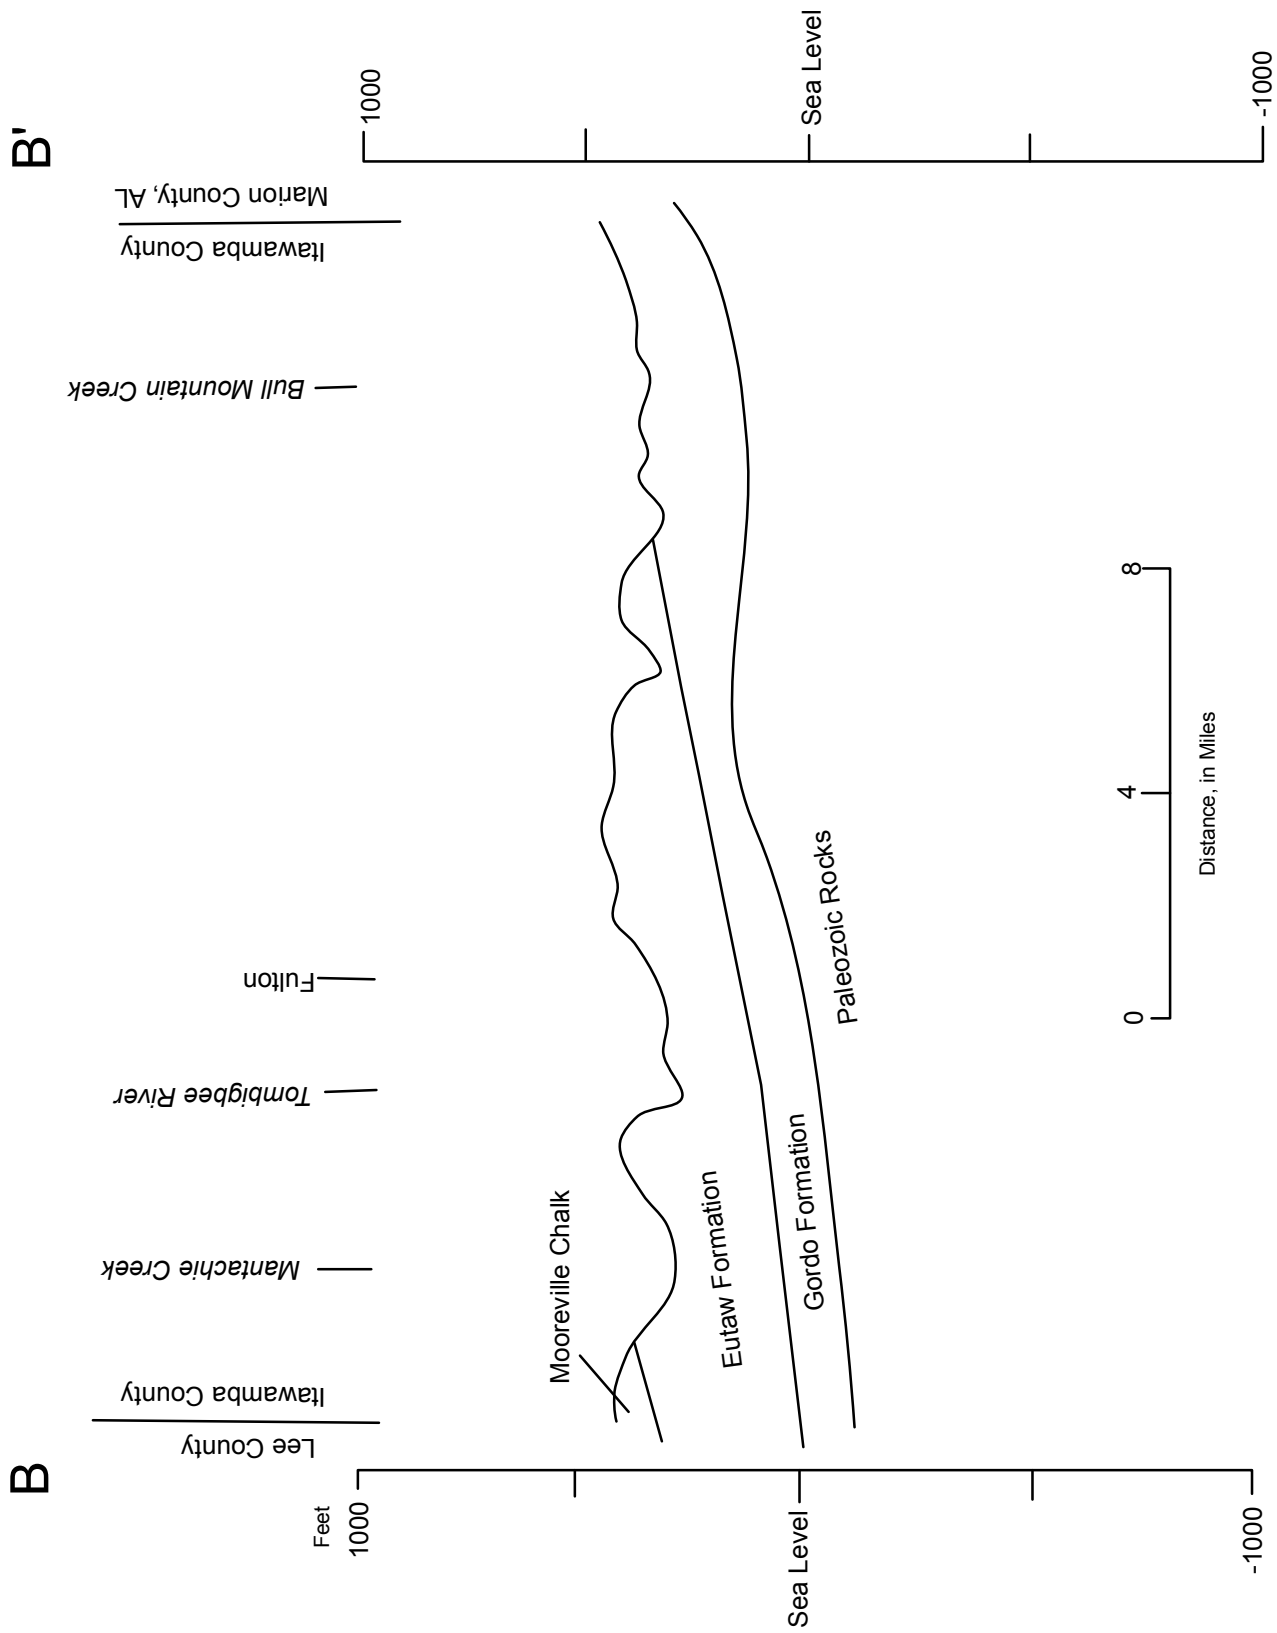 B
B'
Lee County
Itawamba County
Mantachie Creek
Tombigbee River
Fulton
Bull Mountain Creek
Itawamba County
Marion County, AL
Feet
1000
1000
Mooreville Chalk
Eutaw Formation
Gordo Formation
Sea Level
Sea Level
Paleozoic Rocks
0
4
8
Distance, in Miles
-1000
-1000